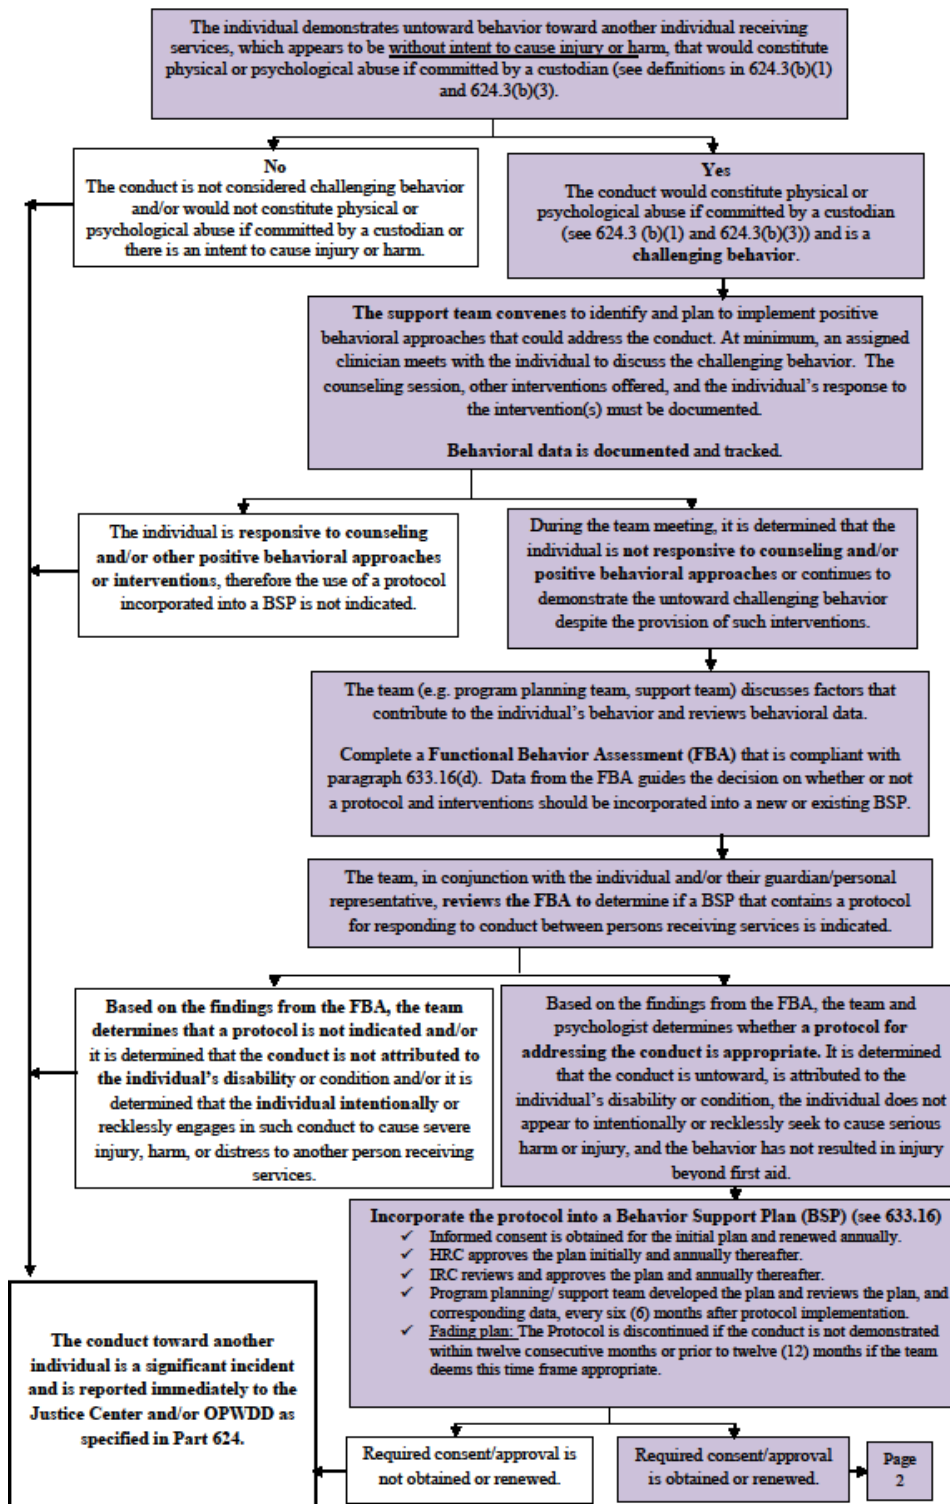 The individual demonstrates untoward behavior toward another individual receiving
services, which appears to be without intent to cause injury or harm, that would constitute
physical or psychological abuse if committed by a custodian (see definitions in 624.3(b)(1)
and 624.3(b)(3).
No
The conduct is not considered challenging behavior
and/or would not constitute physical or
psychological abuse if committed by a custodian or
there is an intent to cause injury or harm.
Yes
The conduct would constitute physical or
psychological abuse if committed by a custodian
(see 624.3 (b)(1) and 624.3(b)(3)) and is a
challenging behavior.
The support team convenes to identify and plan to implement positive
behavioral approaches that could address the conduct. At minimum, an assigned
clinician meets with the individual to discuss the challenging behavior. The
counseling session, other interventions offered, and the individual's response to
the intervention(s) must be documented.
Behavioral data is documented and tracked.
The individual is responsive to counseling
and/or other positive behavioral approaches
or interventions, therefore the use of a protocol
incorporated into a BSP is not indicated.
During the team meeting, it is determined that the
individual is not responsive to counseling and/or
positive behavioral approaches or continues to
demonstrate the untoward challenging behavior
despite the provision of such interventions.
The team (e.g. program planning team, support team) discusses factors that
contribute to the individual's behavior and reviews behavioral data.
Complete a Functional Behavior Assessment (FBA) that is compliant with
paragraph 633.16(d). Data from the FBA guides the decision on whether or not
a protocol and interventions should be incorporated into a new or existing BSP.
The team, in conjunction with the individual and/or their guardian/personal
representative, reviews the FBA to determine if a BSP that contains a protocol
for responding to conduct between persons receiving services is indicated.
Based on the findings from the FBA, the team
determines that a protocol is not indicated and/or
it is determined that the conduct is not attributed to
the individual's disability or condition and/or it is
determined that the individual intentionally or
recklessly engages in such conduct to cause severe
injury, harm, or distress to another person receiving
services.
Based on the findings from the FBA, the team and
psychologist determines whether a protocol for
addressing the conduct is appropriate. It is determined
that the conduct is untoward, is attributed to the
individual's disability or condition, the individual does not
appear to intentionally or recklessly seek to cause serious
harm or injury, and the behavior has not resulted in injury
beyond first aid.
Incorporate the protocol into a Behavior Support Plan (BSP) (see 633.16)
✓ Informed consent is obtained for the initial plan and renewed annually.
✓ HRC approves the plan initially and annually thereafter.
✓ IRC reviews and approves the plan and annually thereafter.
✓ Program planning/ support team developed the plan and reviews the plan, and
corresponding data, every six (6) months after protocol implementation.
✓ Fading plan: The Protocol is discontinued if the conduct is not demonstrated
within twelve consecutive months or prior to twelve (12) months if the team
deems this time frame appropriate.
The conduct toward another
individual is a significant incident
and is reported immediately to the
Justice Center and/or OPWDD as
specified in Part 624.
Required consent/approval is
not obtained or renewed.
Required consent/approval
is obtained or renewed.
Page
2